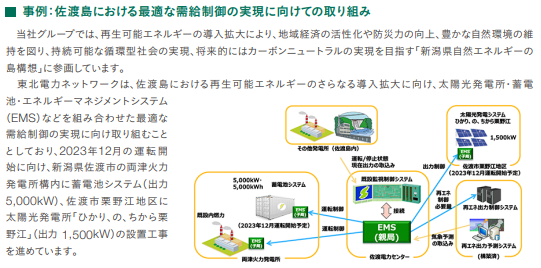 ■ 事例：佐渡島における最適な需給制御の実現に向けての取り組み
当社グループでは、再生可能エネルギーの導入拡大により、地域経済の活性化や防災力の向上、豊かな自然環境の維
持を図り、持続可能な循環型社会の実現、将来的にはカーボンニュートラルの実現を目指す「新潟県自然エネルギーの
島構想」に参画しています。
東北電力ネットワークは、佐渡島における再生可能エネルギーのさらなる導入拡大に向け、太陽光発電所・蓄電
池・エネルギーマネジメントシステム
(EMS)などを組み合わせた最適な
需給制御の実現に向け取り組むこと
としており、2023年12月の運転開
始に向け、新潟県佐渡市の両津火力
発電所構内に蓄電池システム(出力
5,000kW)、佐渡市栗野江地区に
太陽光発電所「ひかり、の、ちから栗野
江」(出力 1,500kW)の設置工事
を進めています。
その他発電所 (佐渡島内)
運転/停止状態
現在出力の取込み
太陽光発電システム
ひかり、の、ちから栗野江
1,500kW
EMS
(子局)
出力制御
佐渡市栗野江地区
(2023年12月運転開始予定)
5,000kW・
5,000kWh
蓄電池システム
EMS
(子局)
(2023年12月運転開始予定)
既設内燃力
EMS
(子局)
両津火力発電所
運転制御
運転制御
既設監視制御システム
接続
EMS
(親局)
佐渡電力センター
再エネ
制御
必要量
再エネ出力制御システム
気象予測
の取込み
再エネ出力予測システム
(構築済)